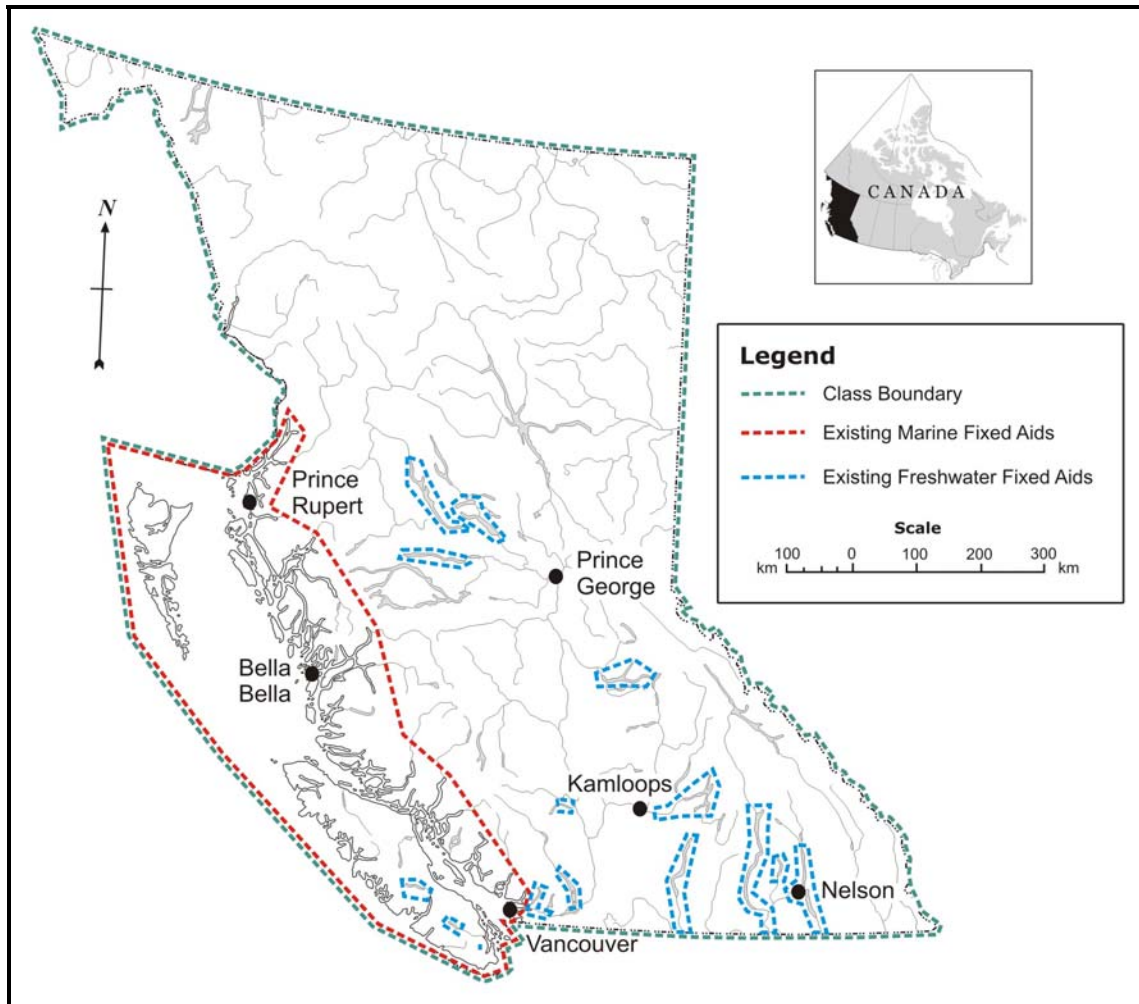 N
CANADA
Legend
Class Boundary
Existing Marine Fixed Aids
Existing Freshwater Fixed Aids
Scale
100 0 100 200 300
km km
Prince
Rupert
Prince
George
Bella
Bella
Kamloops
Nelson
Vancouver